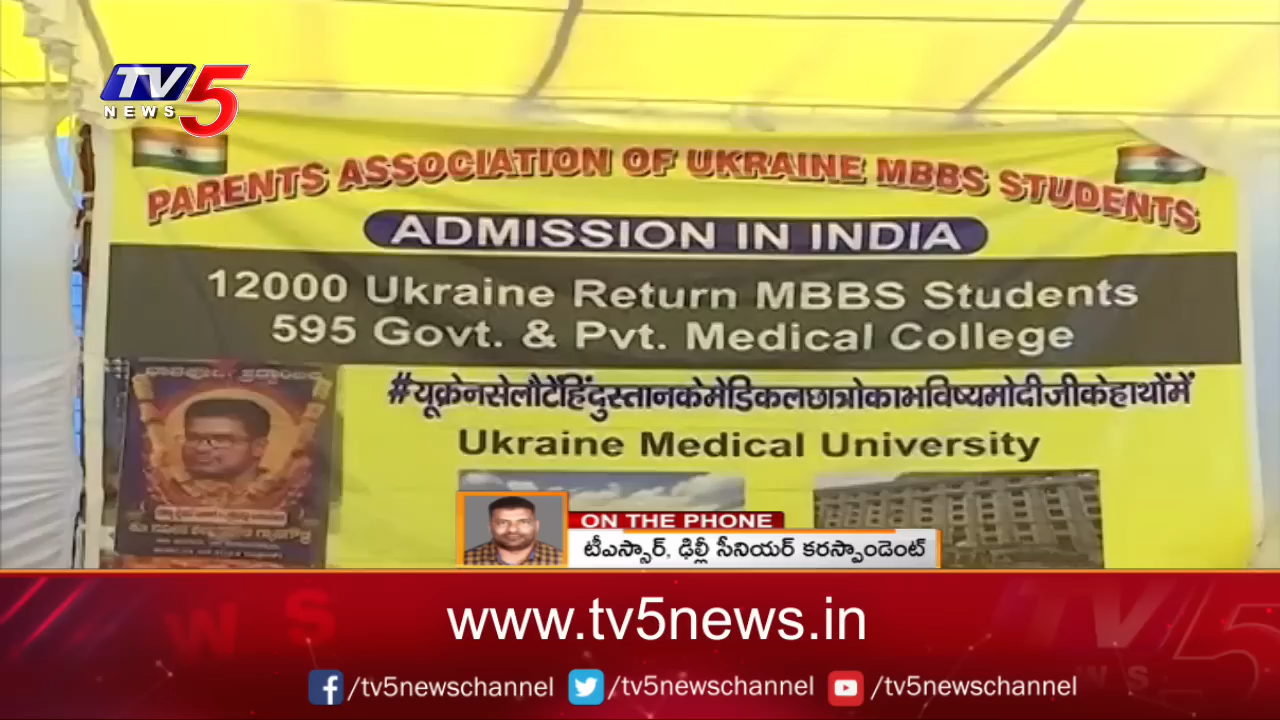 TV5
NEWS
PARENTS ASSOCIATION OF UKRAINE MBBS STUDENTS
ADMISSION IN INDIA
12000 Ukraine Return MBBS Students
595 Govt. & Pvt. Medical College
#यूक्रेनसेलौटेंहिंदुस्तानकेमेडिकलछात्रोकाभविष्यमोदीजीकेहाथोंमें
Ukraine Medical University
ON THE PHONE
టీఎస్సార్, ఢిల్లీ సీనియర్ కరస్పాండెంట్
www.tv5news.in
/tv5newschannel /tv5newschannel /tv5newschannel